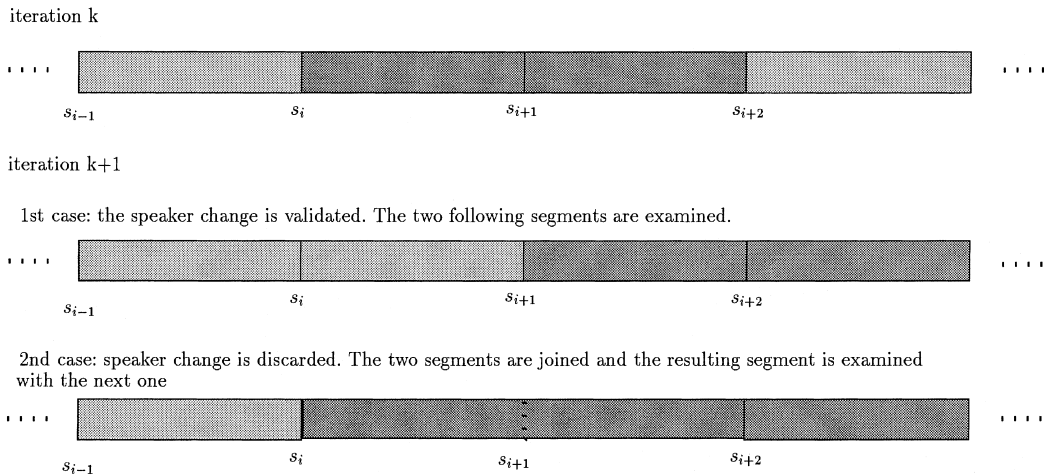 iteration k
s_{i-1} s_i s_{i+1} s_{i+2}
iteration k+1
1st case: the speaker change is validated. The two following segments are examined.
s_{i-1} s_i s_{i+1} s_{i+2}
2nd case: speaker change is discarded. The two segments are joined and the resulting segment is examined
with the next one
s_{i-1} s_i s_{i+1} s_{i+2}